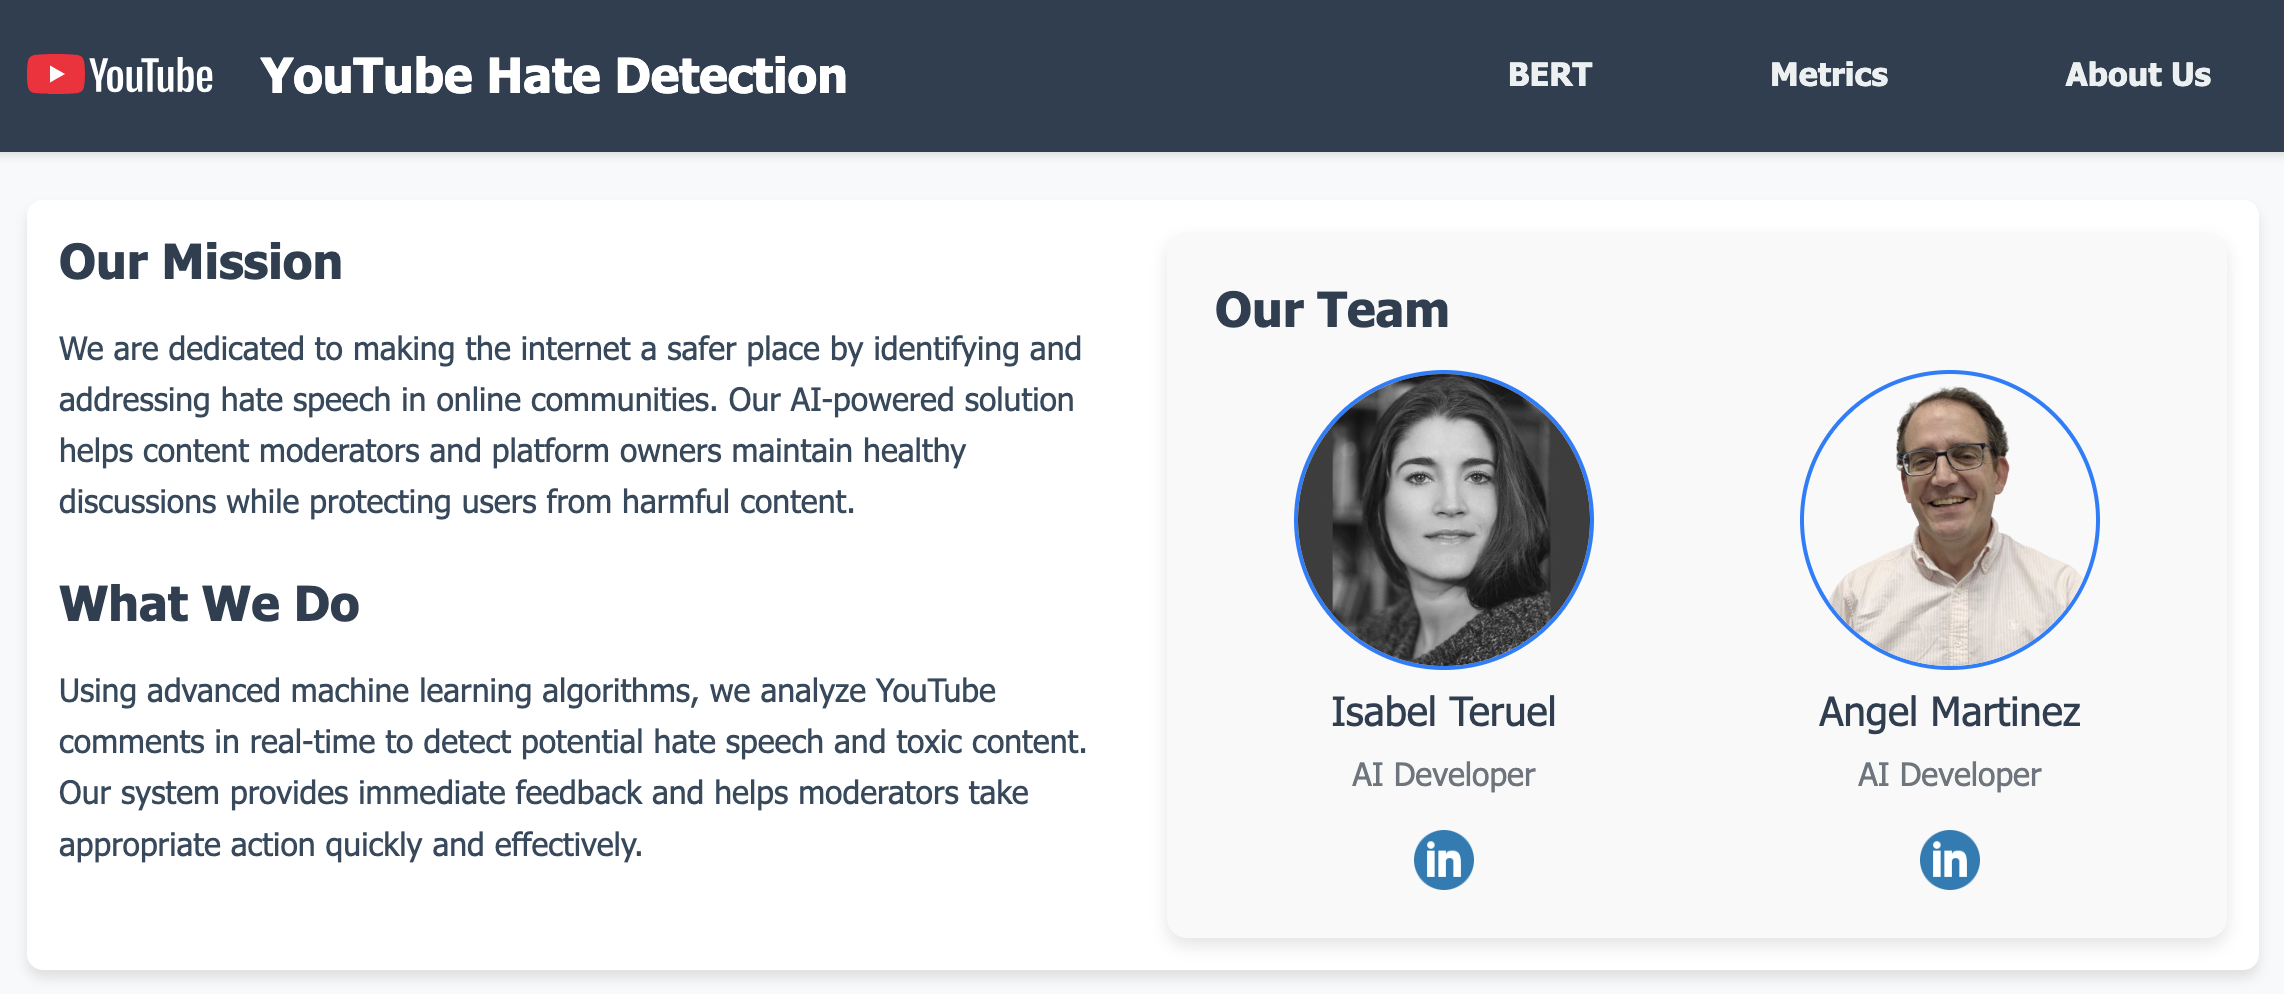 YouTube
YouTube Hate Detection
BERT
Metrics
About Us
Our Mission
We are dedicated to making the internet a safer place by identifying and
addressing hate speech in online communities. Our AI-powered solution
helps content moderators and platform owners maintain healthy
discussions while protecting users from harmful content.
What We Do
Using advanced machine learning algorithms, we analyze YouTube
comments in real-time to detect potential hate speech and toxic content.
Our system provides immediate feedback and helps moderators take
appropriate action quickly and effectively.
Our Team
Isabel Teruel
AI Developer
in
Angel Martinez
AI Developer
in